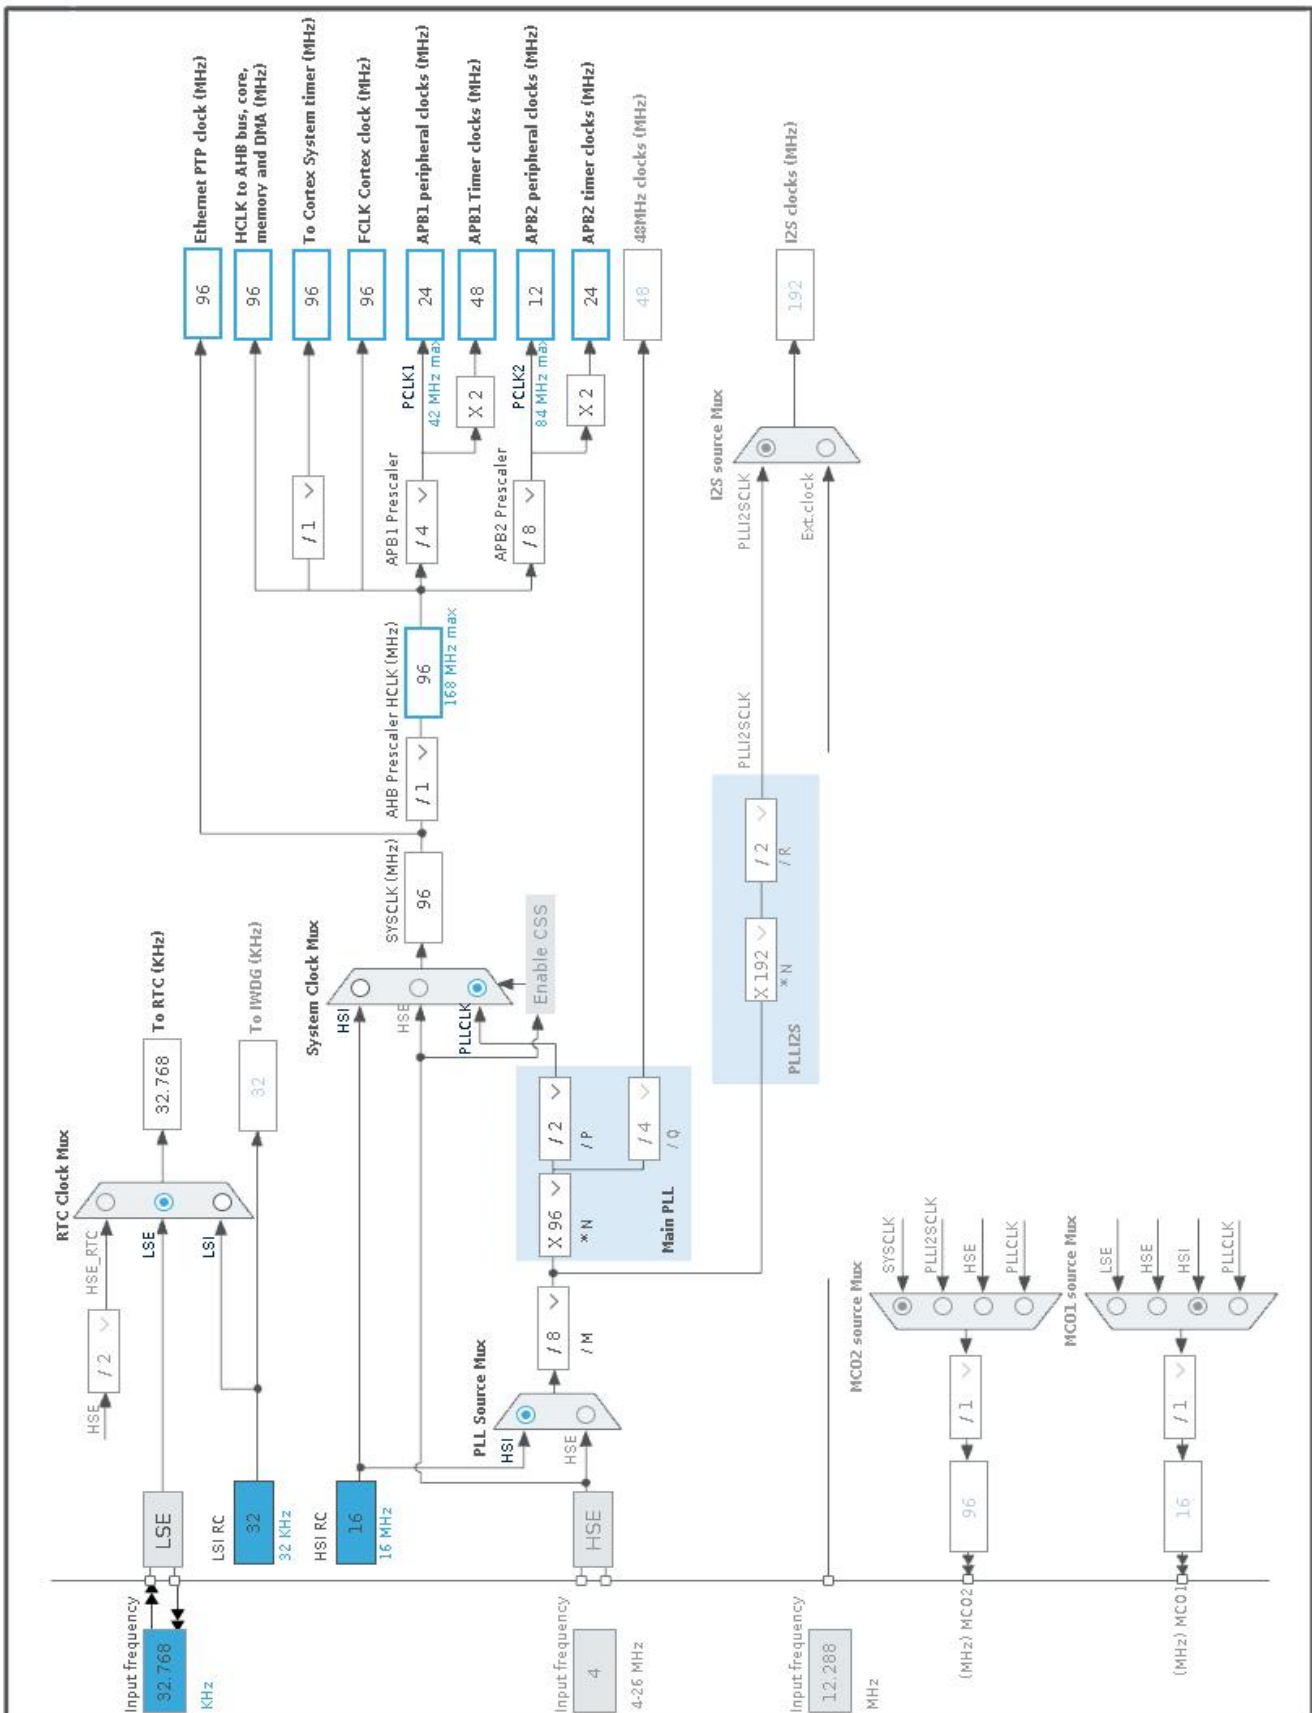 Input frequency
32.768
KHz
LSE
HSE
/ 2
HSE_RTC
RTC Clock Mux
LSE
LSI
32.768
To RTC (KHz)
LSI RC
32
32 KHz
32
To IWDG (KHz)
HSI RC
16
16 MHz
System Clock Mux
HSI
HSE
PLLCLK
Enable CSS
SYSCLK (MHz)
96
AHB Prescaler
/ 1
HCLK (MHz)
96
168 MHz max
96
Ethernet PTP clock (MHz)
96
HCLK to AHB bus, core,
memory and DMA (MHz)
/ 1
96
To Cortex System timer (MHz)
96
FCLK Cortex clock (MHz)
APB1 Prescaler
/ 4
PCLK1
42 MHz max
24
APB1 peripheral clocks (MHz)
X 2
48
APB1 Timer clocks (MHz)
APB2 Prescaler
/ 8
PCLK2
84 MHz max
12
APB2 peripheral clocks (MHz)
X 2
24
APB2 timer clocks (MHz)
48
48MHz clocks (MHz)
Input frequency
4
4-26 MHz
HSE
PLL Source Mux
HSI
HSE
/ 8
/ M
X 96
* N
/ 2
/ P
/ 4
/ Q
Main PLL
X 192
* N
/ 2
/ R
PLLI2S
PLLI2SCLK
PLLI2SCLK
Ext.clock
I2S source Mux
192
I2S clocks (MHz)
Input frequency
12.288
MHz
(MHz) MCO2
96
/ 1
MCO2 source Mux
SYSCLK
PLLI2SCLK
HSE
PLLCLK
(MHz) MCO1
16
/ 1
MCO1 source Mux
LSE
HSE
HSI
PLLCLK